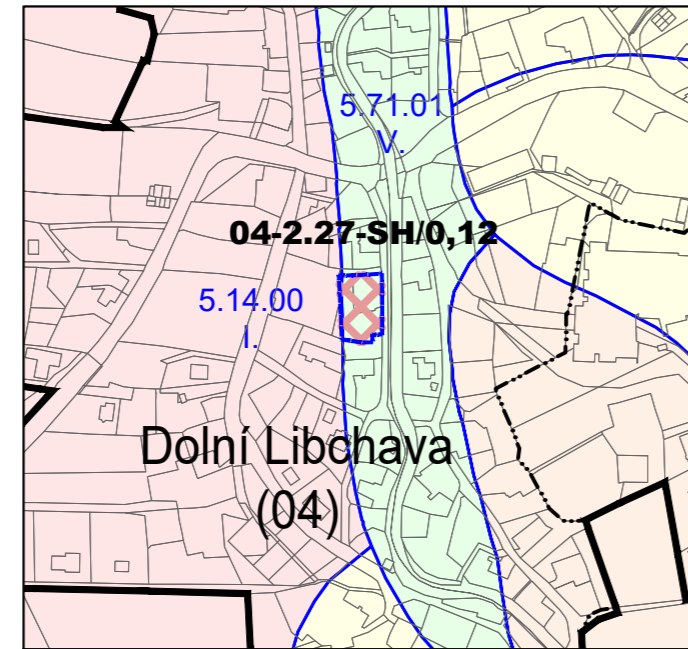 5.71.01
V.
04-2.27-SH/0,12
5.14.00
I.
Dolní Libchava
(04)